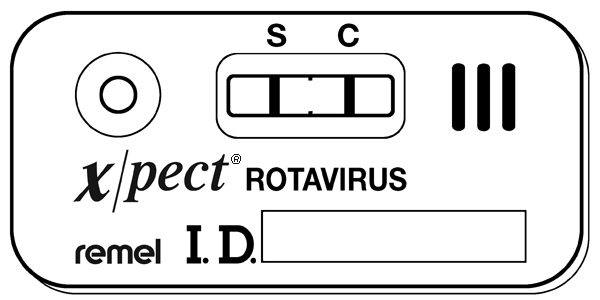 S C
x/pect® ROTAVIRUS
remel I.D.